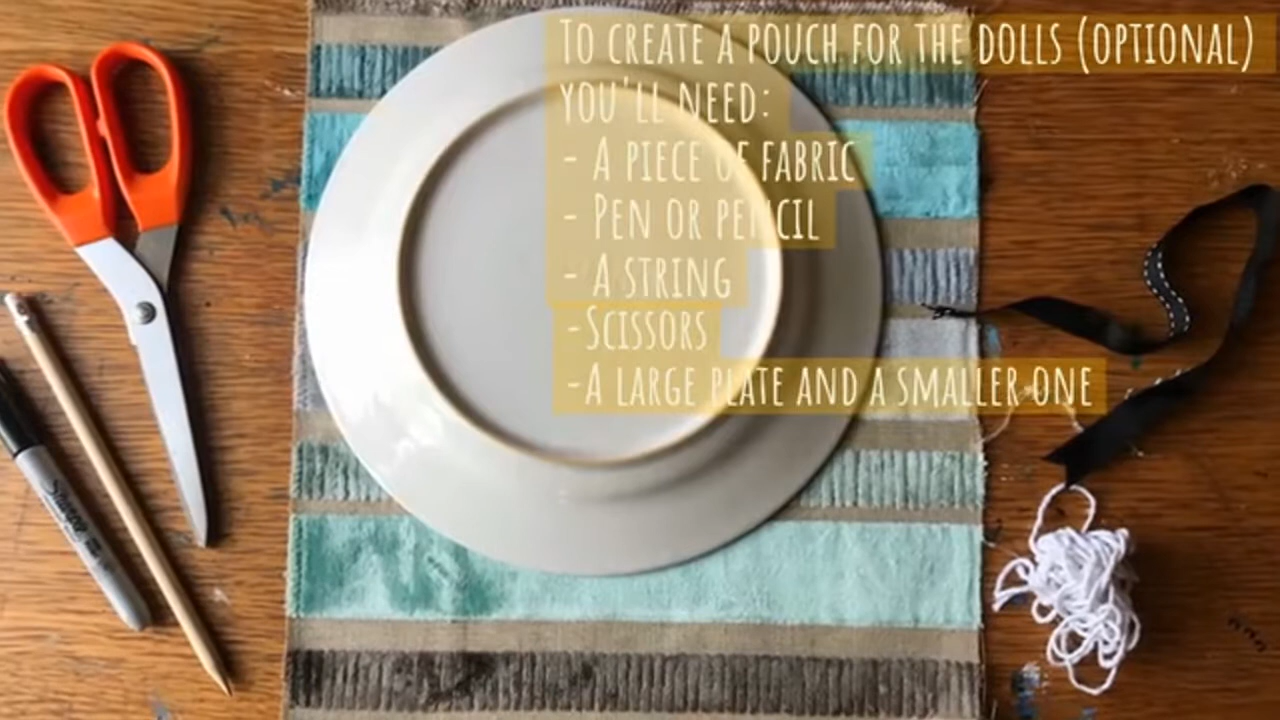 To create a pouch for the dolls (optional)
you'll need:
- A piece of fabric
- Pen or pencil
- A string
-Scissors
-A large plate and a smaller one
Sharpie